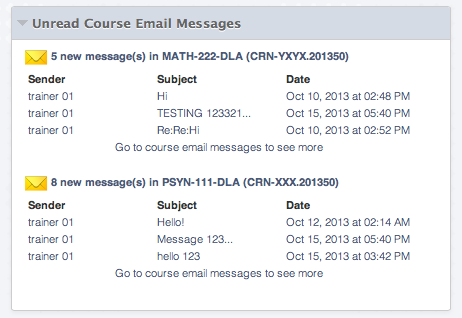 Unread Course Email Messages
5 new message(s) in MATH-222-DLA (CRN-YXYX.201350)
Sender Subject Date
trainer 01 Hi Oct 10, 2013 at 02:48 PM
trainer 01 TESTING 123321... Oct 15, 2013 at 05:40 PM
trainer 01 Re:Re:Hi Oct 10, 2013 at 02:52 PM
Go to course email messages to see more
8 new message(s) in PSYN-111-DLA (CRN-XXX.201350)
Sender Subject Date
trainer 01 Hello! Oct 12, 2013 at 02:14 AM
trainer 01 Message 123... Oct 15, 2013 at 05:40 PM
trainer 01 hello 123 Oct 15, 2013 at 03:42 PM
Go to course email messages to see more